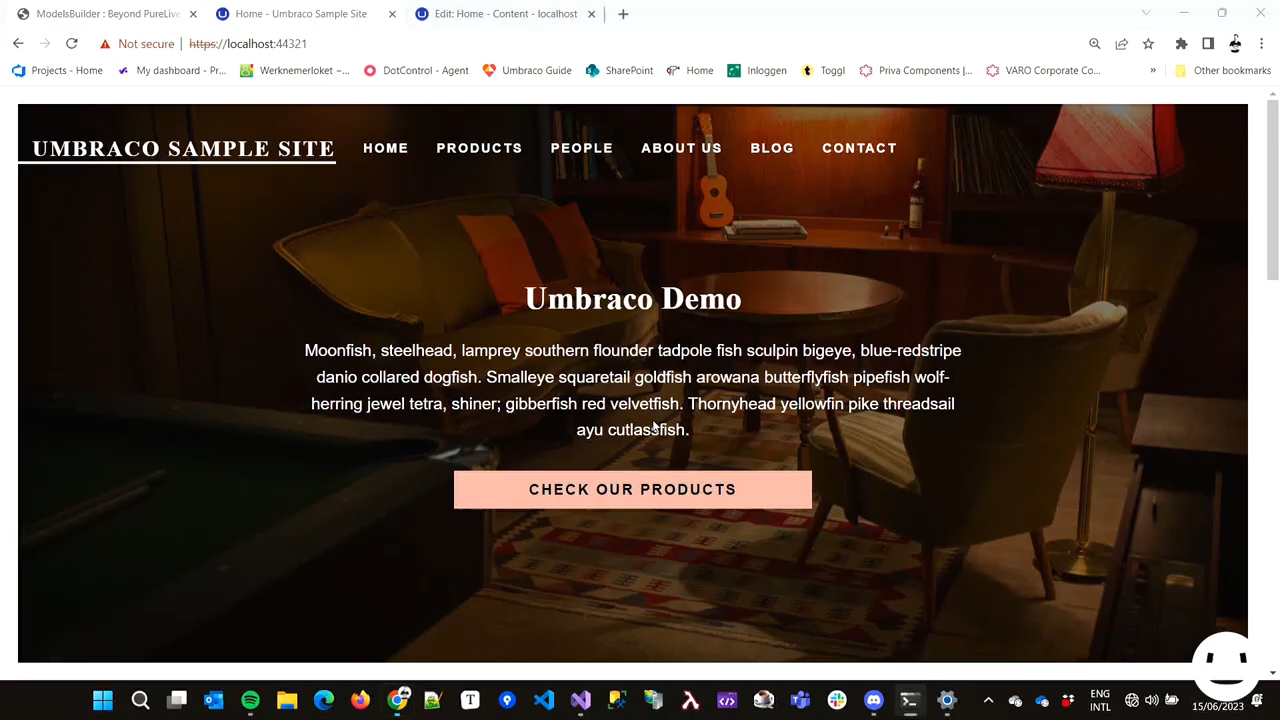 ModelsBuilder : Beyond PureLive
Home - Umbraco Sample Site
Edit: Home - Content - localhost
Not secure
https://localhost:44321
Projects - Home
My dashboard - Pr...
Werknemerloket - ...
DotControl - Agent
Umbraco Guide
SharePoint
Home
Inloggen
Toggl
Priva Components |...
VARO Corporate Co...
»
Other bookmarks
UMBRACO SAMPLE SITE
HOME
PRODUCTS
PEOPLE
ABOUT US
BLOG
CONTACT
Umbraco Demo
Moonfish, steelhead, lamprey southern flounder tadpole fish sculpin bigeye, blue-redstripe
danio collared dogfish. Smalleye squaretail goldfish arowana butterflyfish pipefish wolf-
herring jewel tetra, shiner; gibberfish red velvetfish. Thornyhead yellowfin pike threadsail
ayu cutlassfish.
CHECK OUR PRODUCTS
ENG
INTL
15/06/2023